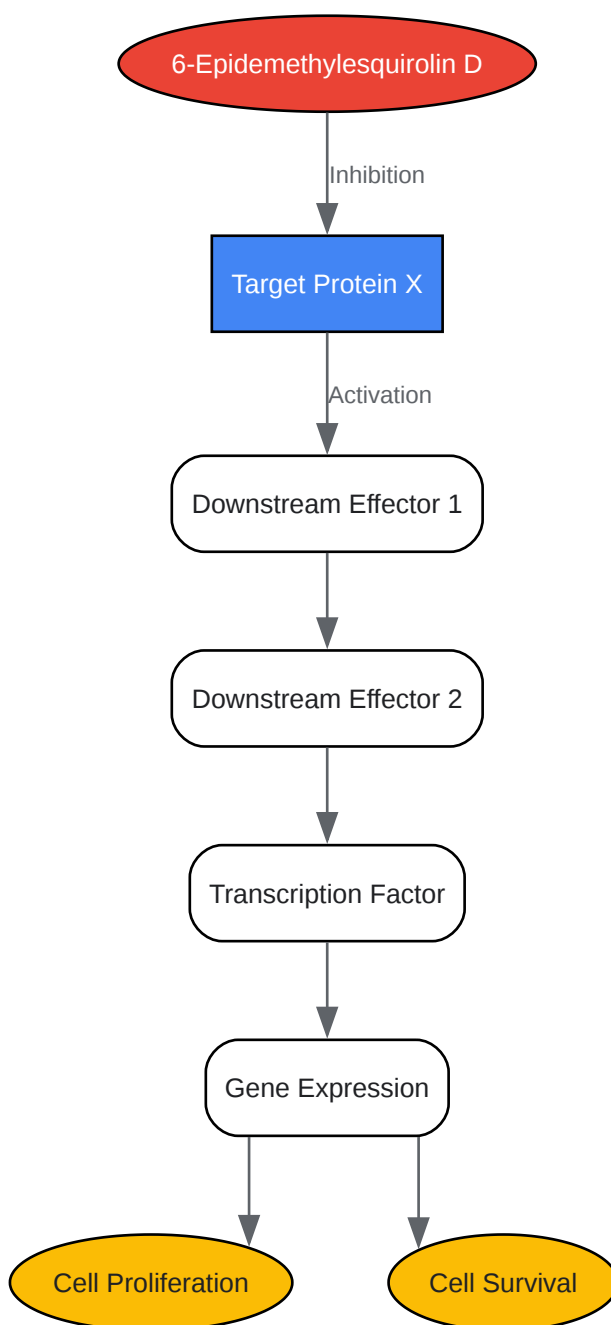 6-Epidemethylesquirolin D
Inhibition
Target Protein X
Activation
Downstream Effector 1
Downstream Effector 2
Transcription Factor
Gene Expression
Cell Proliferation
Cell Survival